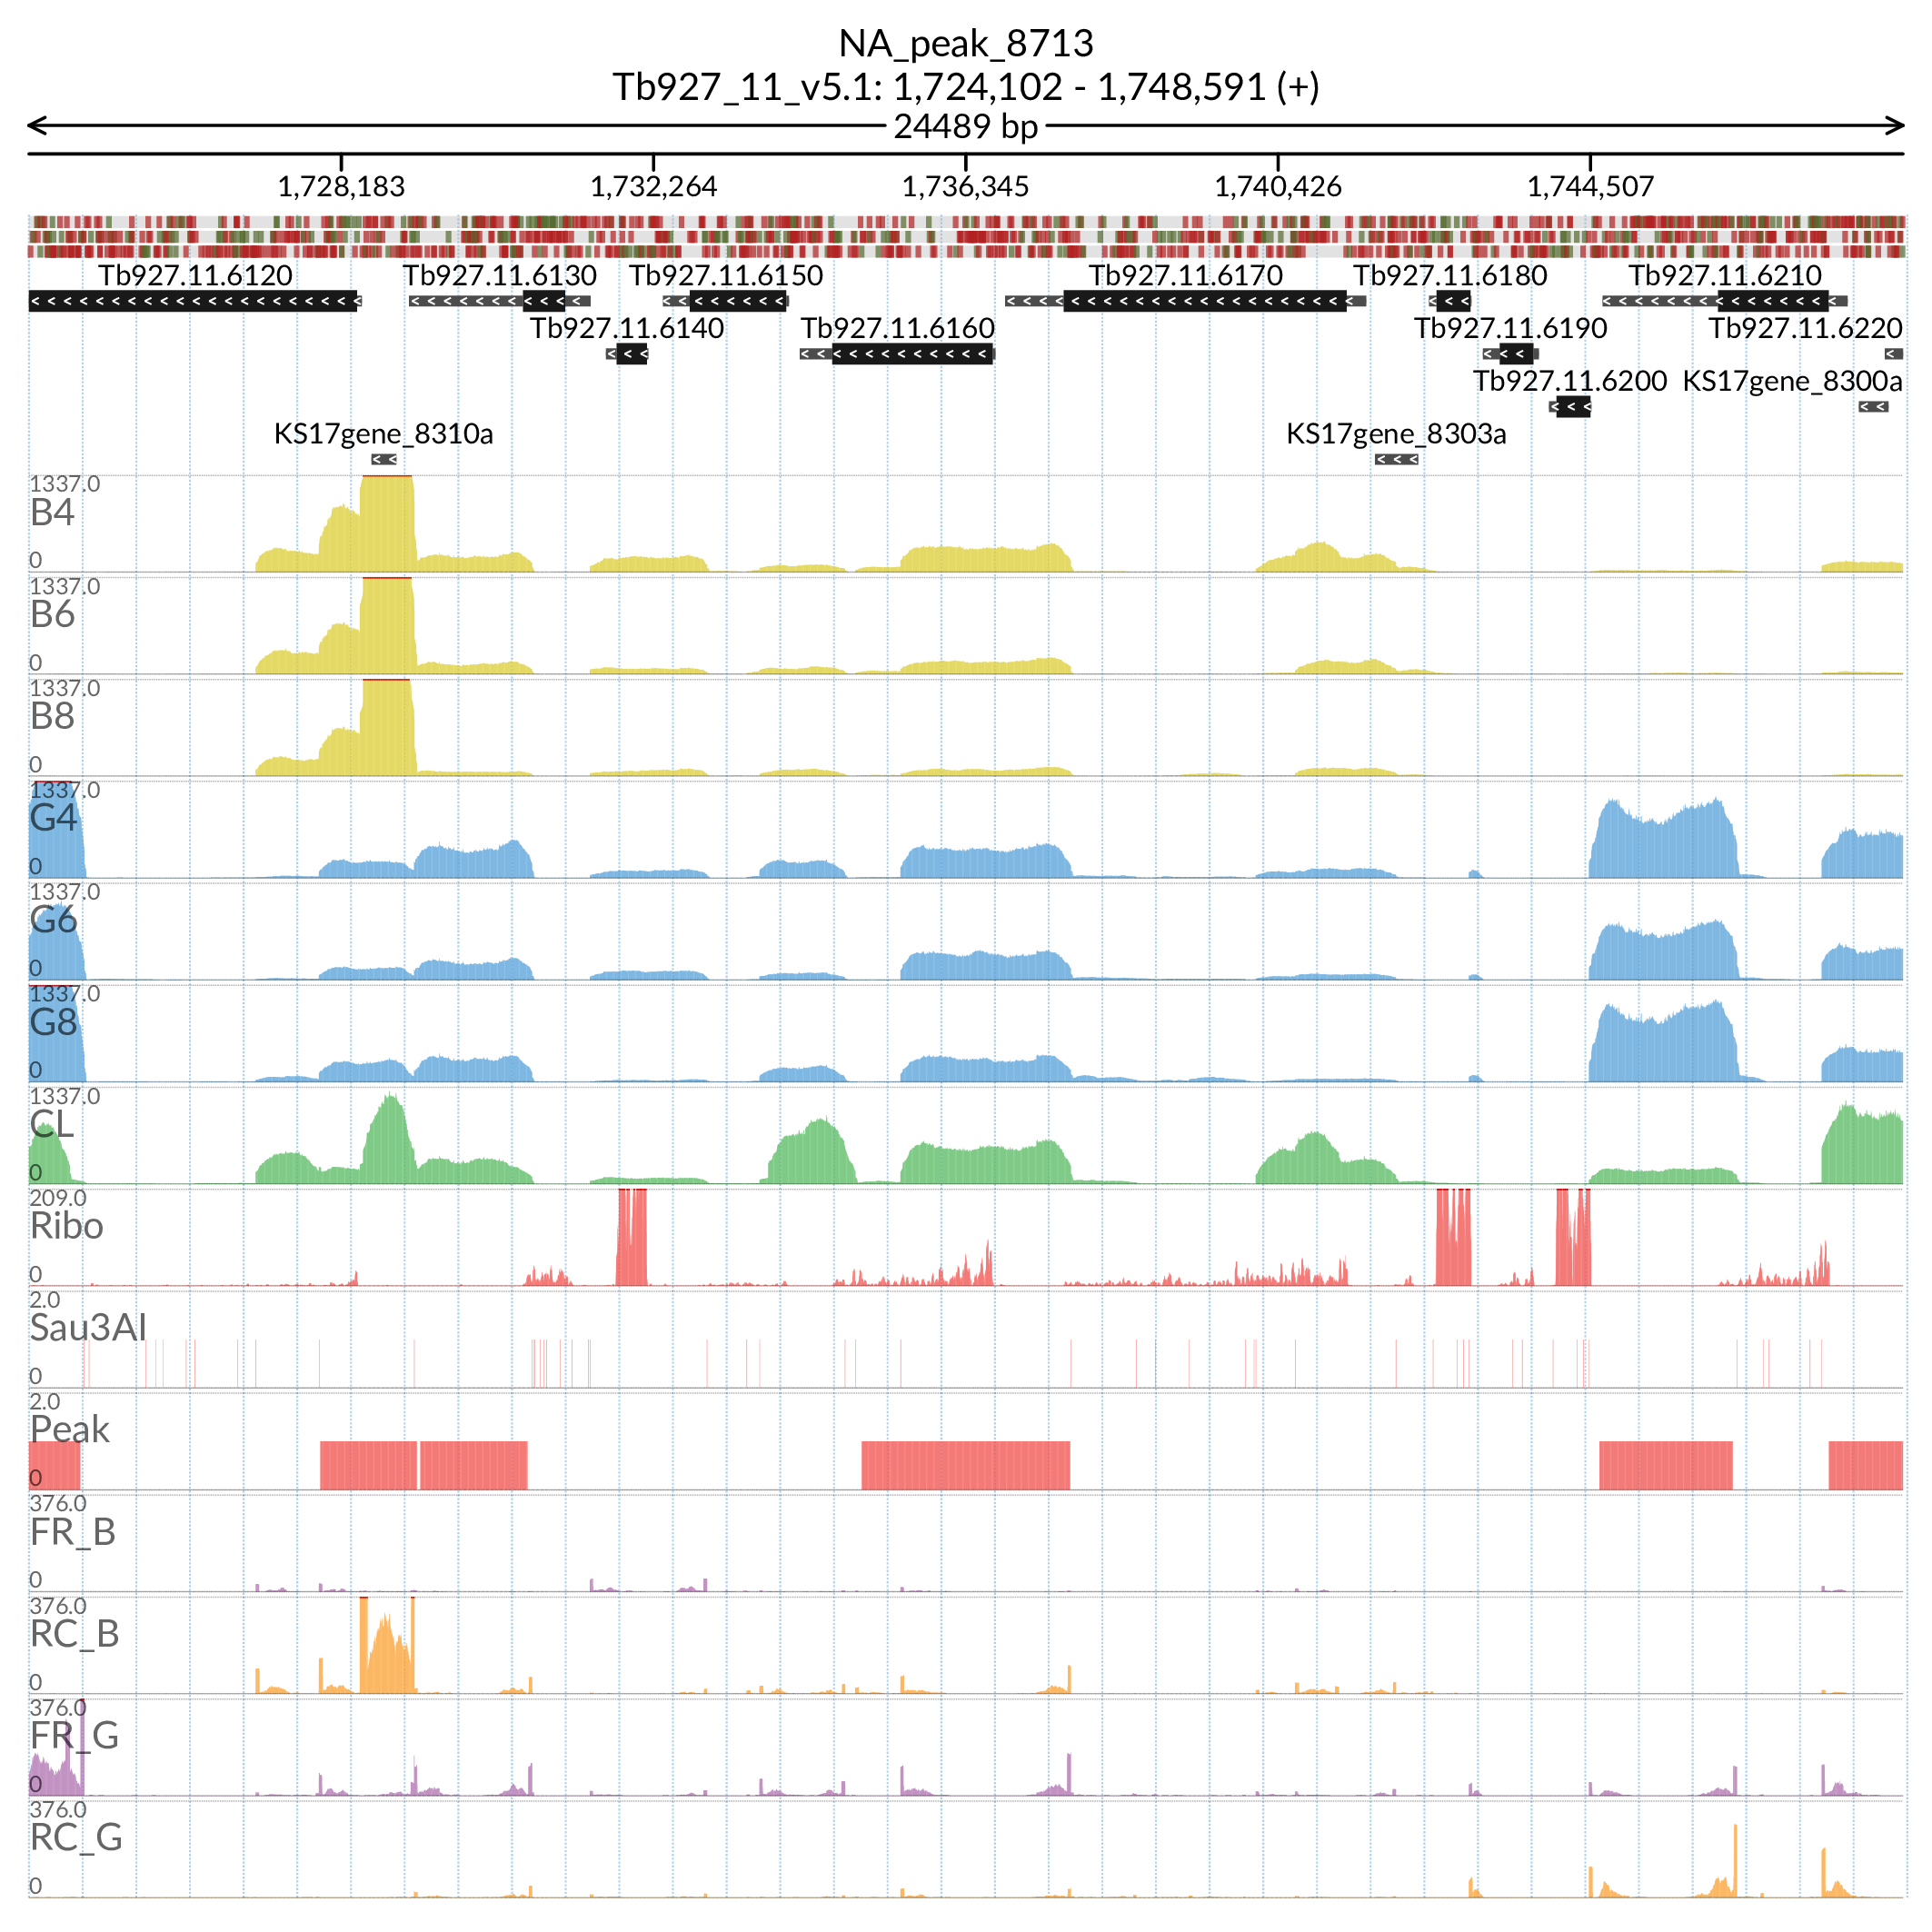 NA_peak_8713
Tb927_11_v5.1: 1,724,102 - 1,748,591 (+)
24489 bp
1,728,183 1,732,264 1,736,345 1,740,426 1,744,507
Tb927.11.6120 Tb927.11.6130 Tb927.11.6150 Tb927.11.6170 Tb927.11.6180 Tb927.11.6210
Tb927.11.6140 Tb927.11.6160 Tb927.11.6190 Tb927.11.6220
Tb927.11.6200 KS17gene_8300a
KS17gene_8310a KS17gene_8303a
1337.0
B4
0
1337.0
B6
0
1337.0
B8
0
1337.0
G4
0
1337.0
G6
0
1337.0
G8
0
1337.0
CL
0
209.0
Ribo
0
2.0
Sau3AI
0
2.0
Peak
0
376.0
FR_B
0
376.0
RC_B
0
376.0
FR_G
0
376.0
RC_G
0